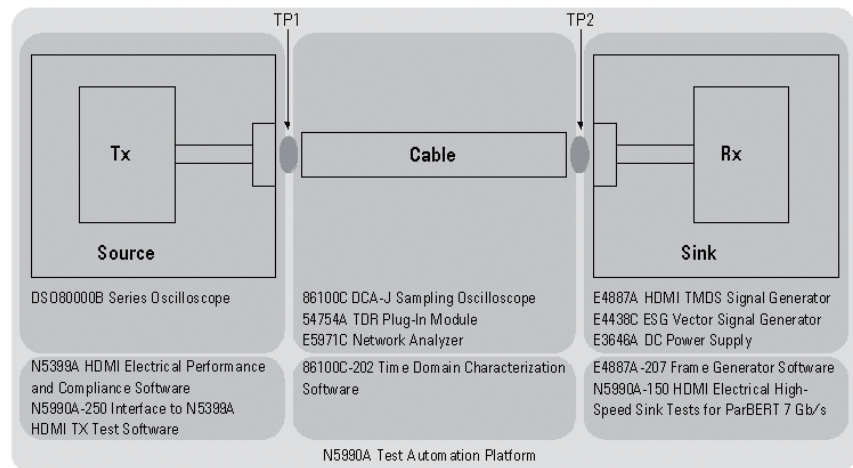 TP1
TP2
Tx
Source
Cable
Rx
Sink
DSO80000B Series Oscilloscope
86100C DCA-J Sampling Oscilloscope
54754A TDR Plug-In Module
E5971C Network Analyzer
E4887A HDMI TMDS Signal Generator
E4438C ESG Vector Signal Generator
E3646A DC Power Supply
N5399A HDMI Electrical Performance
and Compliance Software
N5990A-250 Interface to N5399A
HDMI TX Test Software
86100C-202 Time Domain Characterization
Software
E4887A-207 Frame Generator Software
N5990A-150 HDMI Electrical High-
Speed Sink Tests for ParBERT 7 Gb/s
N5990A Test Automation Platform